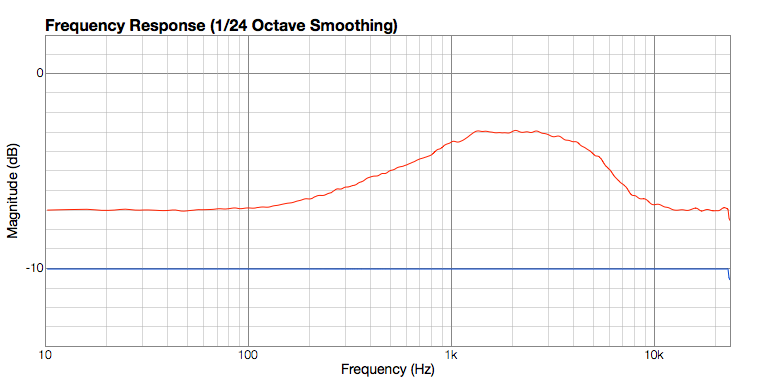 Frequency Response (1/24 Octave Smoothing)
0
Magnitude (dB)
-10
10 100 1k 10k
Frequency (Hz)